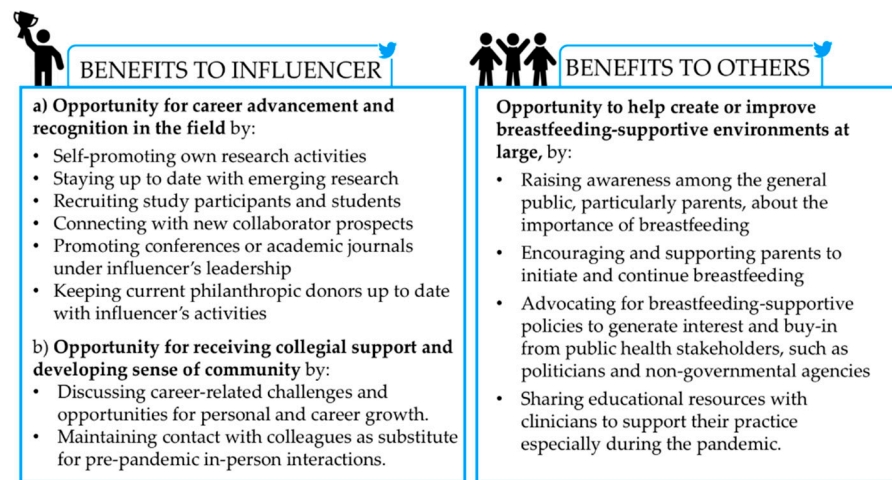 BENEFITS TO INFLUENCER
a) Opportunity for career advancement and
recognition in the field by:
• Self-promoting own research activities
• Staying up to date with emerging research
• Recruiting study participants and students
• Connecting with new collaborator prospects
• Promoting conferences or academic journals
under influencer's leadership
• Keeping current philanthropic donors up to date
with influencer's activities
b) Opportunity for receiving collegial support and
developing sense of community by:
• Discussing career-related challenges and
opportunities for personal and career growth.
• Maintaining contact with colleagues as substitute
for pre-pandemic in-person interactions.
BENEFITS TO OTHERS
Opportunity to help create or improve
breastfeeding-supportive environments at
large, by:
• Raising awareness among the general
public, particularly parents, about the
importance of breastfeeding
• Encouraging and supporting parents to
initiate and continue breastfeeding
• Advocating for breastfeeding-supportive
policies to generate interest and buy-in
from public health stakeholders, such as
politicians and non-governmental agencies
• Sharing educational resources with
clinicians to support their practice
especially during the pandemic.